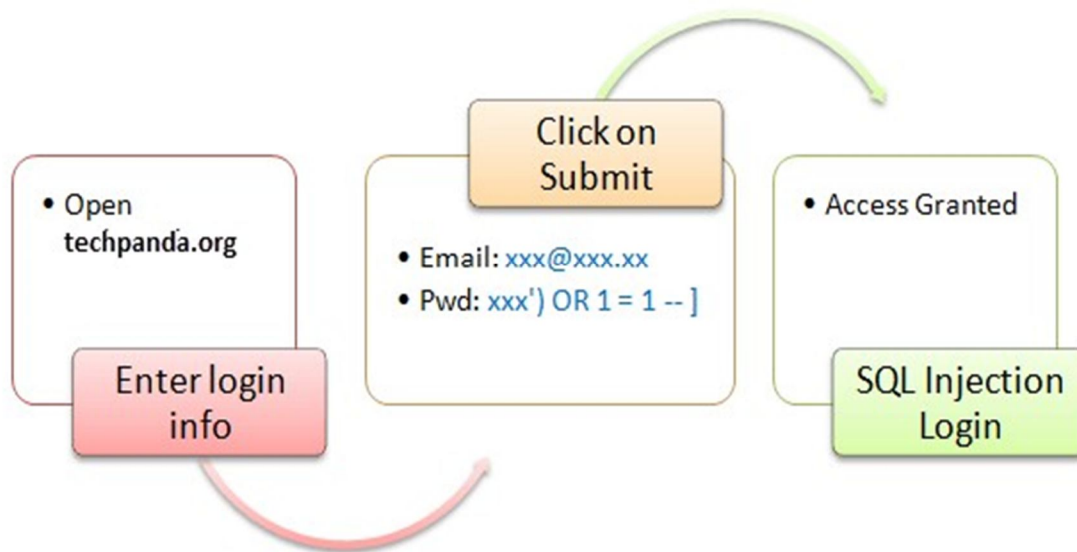 • Open
techpanda.org
Enter login
info
Click on
Submit
• Email: xxx@xxx.xx
• Pwd: xxx') OR 1 = 1 -- ]
• Access Granted
SQL Injection
Login